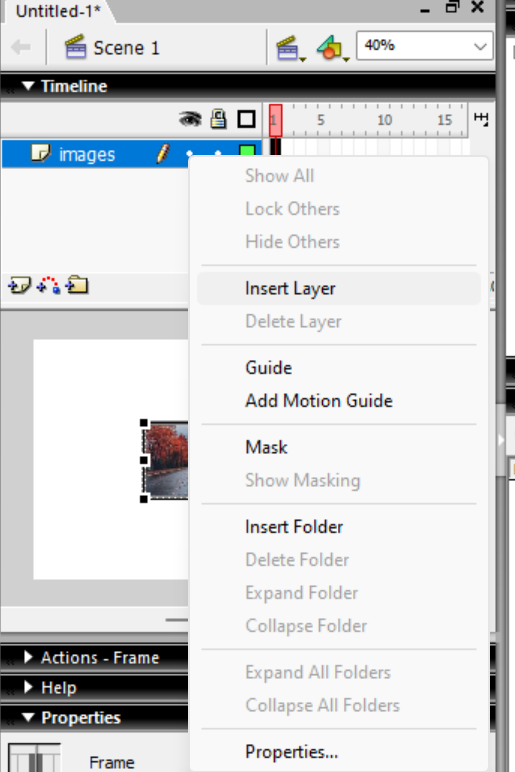 Untitled-1*
Scene 1
40%
Timeline
1 5 10 15
images
Show All
Lock Others
Hide Others
Insert Layer
Delete Layer
Guide
Add Motion Guide
Mask
Show Masking
Insert Folder
Delete Folder
Expand Folder
Collapse Folder
Expand All Folders
Collapse All Folders
Properties...
Actions - Frame
Help
Properties
Frame